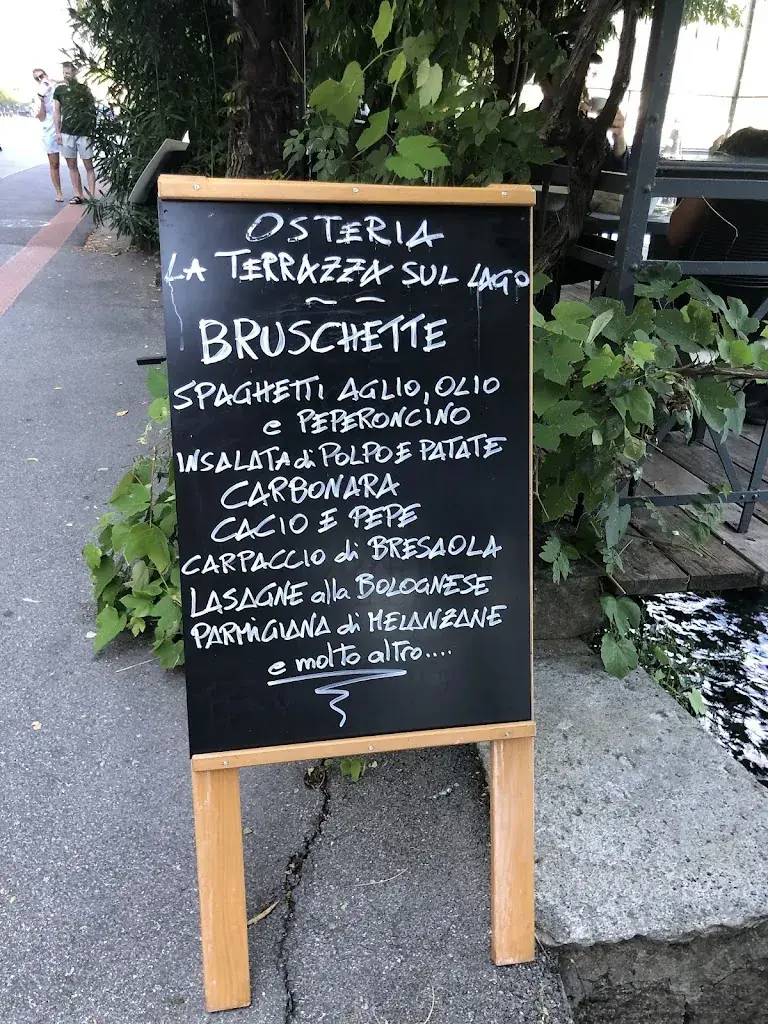 OSTERIA
LA TERRAZZA SUL LAGO
BRUSCHETTE
SPAGHETTI AGLIO, OLIO
e PEPERONCINO
INSALATA di POLPO E PATATE
CARBONARA
CACIO E PEPE
CARPACCIO di BRESAOLA
LASAGNE alla BOLOGNESE
PARMiGIANA di MELANZANE
e molto altro....